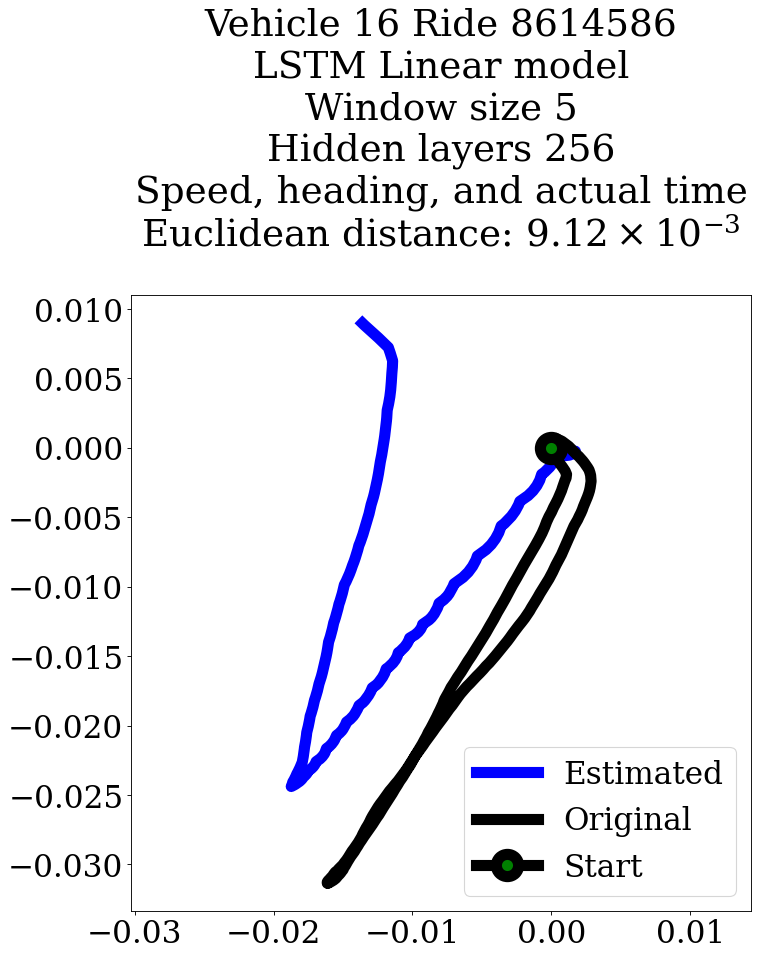 Vehicle 16 Ride 8614586
LSTM Linear model
Window size 5
Hidden layers 256
Speed, heading, and actual time
Euclidean distance: 9.12 × 10⁻³
0.010
0.005
0.000
−0.005
−0.010
−0.015
−0.020
−0.025
−0.030
Estimated
Original
Start
−0.03 −0.02 −0.01 0.00 0.01